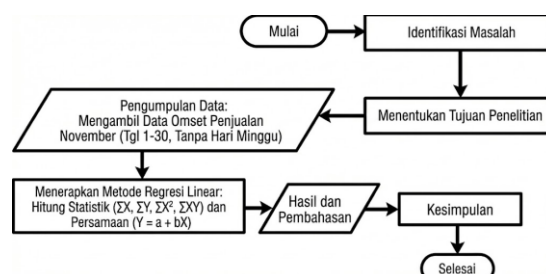 Mulai
Identifikasi Masalah
Menentukan Tujuan Penelitian
Pengumpulan Data:
Mengambil Data Omset Penjualan
November (Tgl 1-30, Tanpa Hari Minggu)
Menerapkan Metode Regresi Linear:
Hitung Statistik (ΣX, ΣY, ΣX², ΣXY) dan
Persamaan (Y = a + bX)
Hasil dan
Pembahasan
Kesimpulan
Selesai